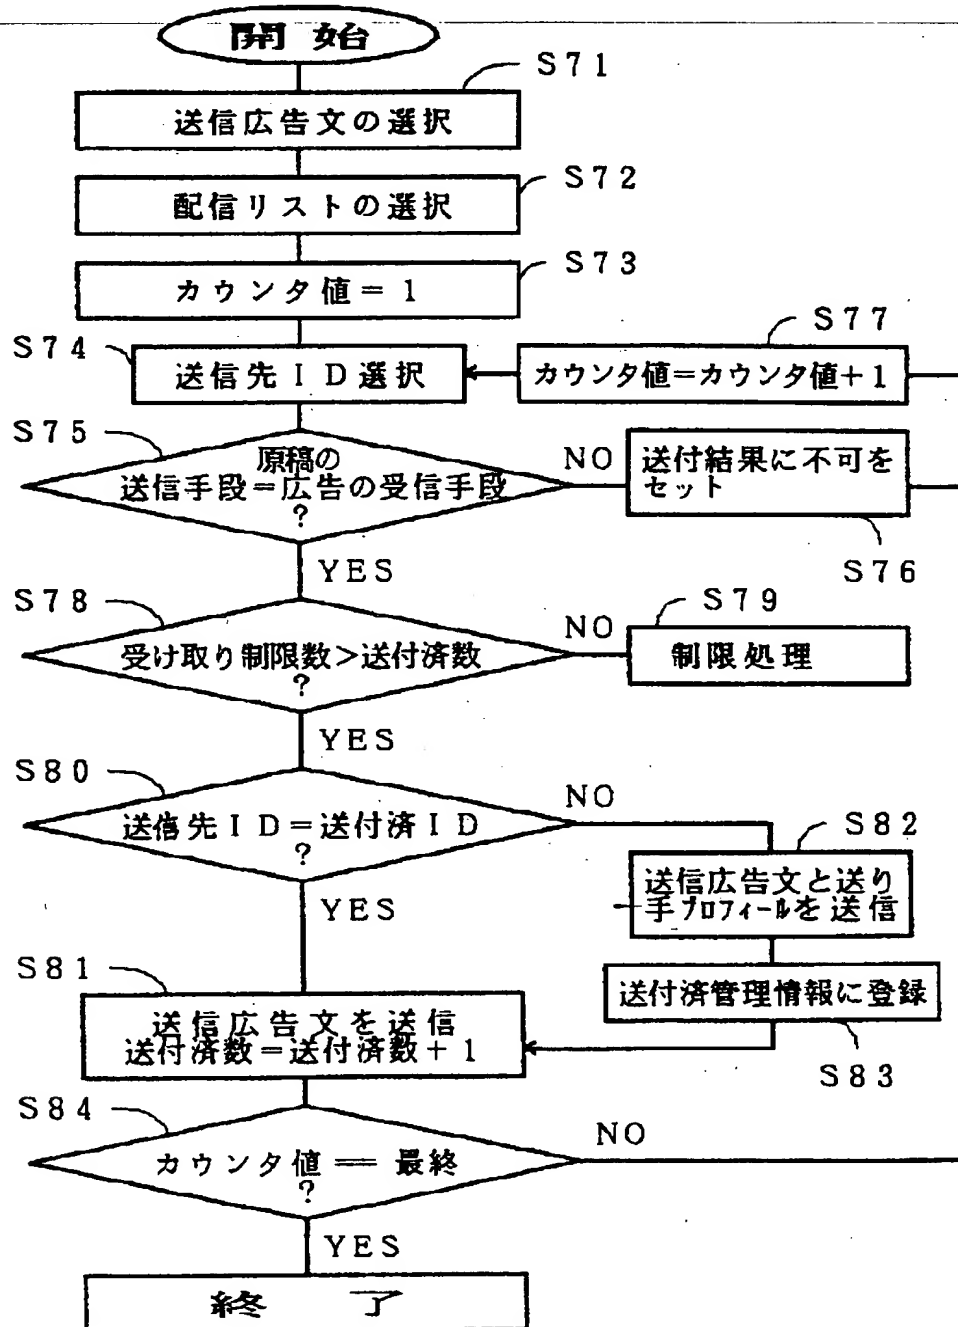 開始
S71
送信広告文の選択
S72
配信リストの選択
S73
カウンタ値=1
S77
S74
送信先ID選択
カウンタ値=カウンタ値+1
S75
原稿の
送信手段=広告の受信手段
?
NO
送付結果に不可を
セット
S76
YES
S78
受け取り制限数>送付済数
?
NO
S79
制限処理
YES
S80
送信先ID=送付済ID
?
NO
S82
送信広告文と送り
手プロフィールを送信
YES
S81
送信広告文を送信
送付済数=送付済数+1
送付済管理情報に登録
S83
S84
カウンタ値==最終
?
NO
YES
終了